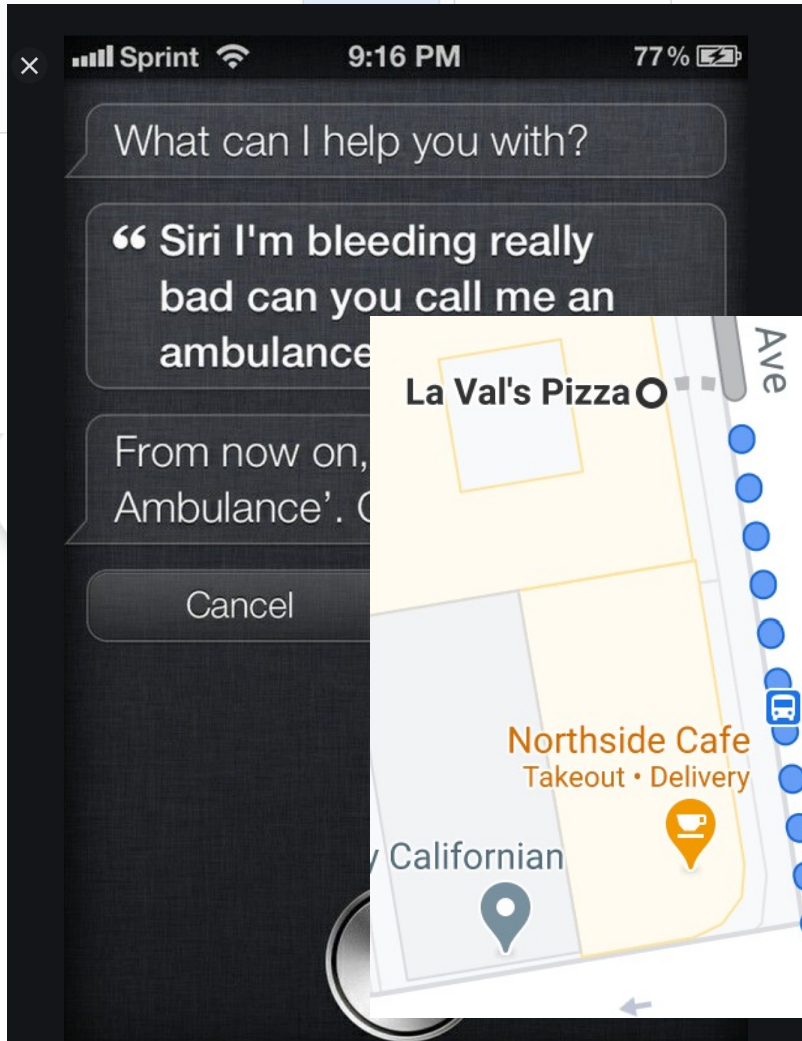 Sprint 9:16 PM 77%
What can I help you with?
“ Siri I'm bleeding really
bad can you call me an
ambulance
From now on,
Ambulance’.
Cancel
Ave
La Val's Pizza
Northside Cafe
Takeout • Delivery
Californian